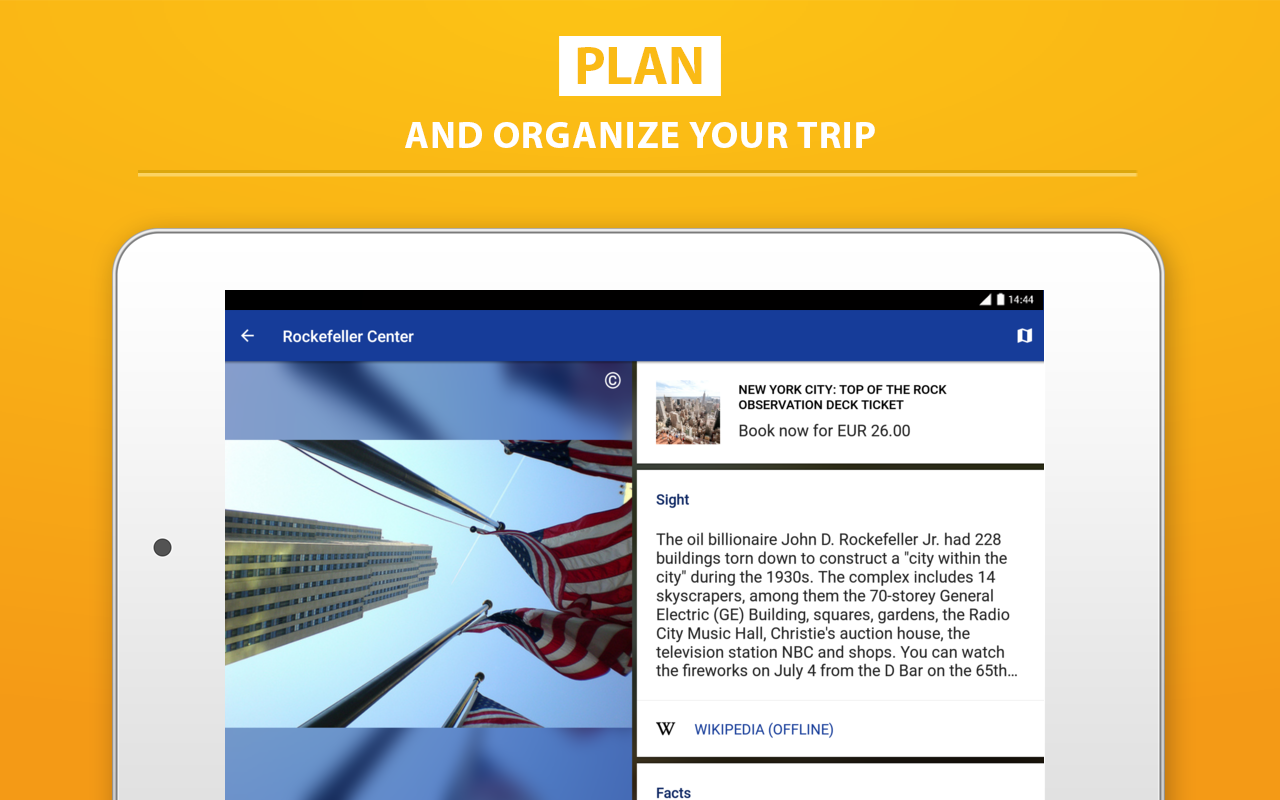 PLAN
AND ORGANIZE YOUR TRIP
14:44
Rockefeller Center
©
NEW YORK CITY: TOP OF THE ROCK
OBSERVATION DECK TICKET
Book now for EUR 26.00
Sight
The oil billionaire John D. Rockefeller Jr. had 228
buildings torn down to construct a "city within the
city" during the 1930s. The complex includes 14
skyscrapers, among them the 70-storey General
Electric (GE) Building, squares, gardens, the Radio
City Music Hall, Christie's auction house, the
television station NBC and shops. You can watch
the fireworks on July 4 from the D Bar on the 65th…
W WIKIPEDIA (OFFLINE)
Facts